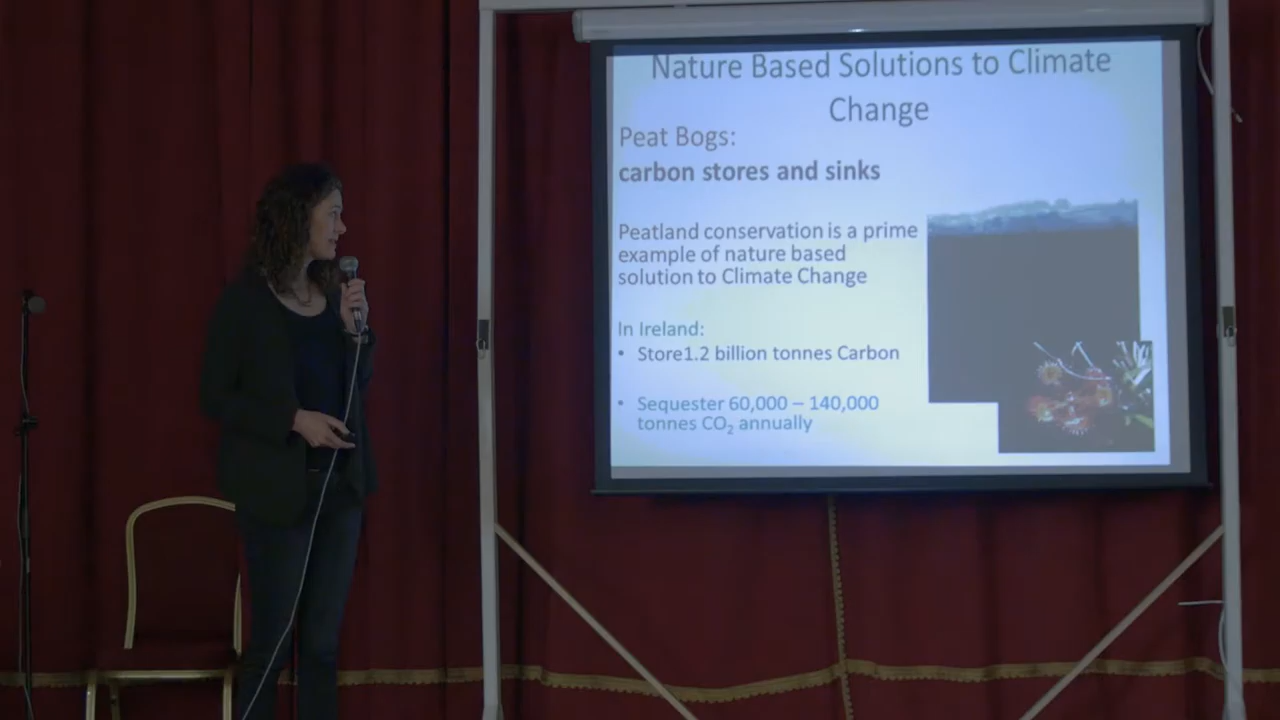 Nature Based Solutions to Climate
Change
Peat Bogs:
carbon stores and sinks
Peatland conservation is a prime
example of nature based
solution to Climate Change
In Ireland:
• Store1.2 billion tonnes Carbon
• Sequester 60,000 – 140,000
tonnes CO₂ annually